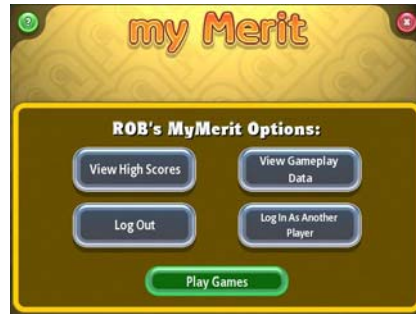 ?
my Merit
x
ROB's MyMerit Options:
View High Scores
View Gameplay
Data
Log Out
Log In As Another
Player
Play Games